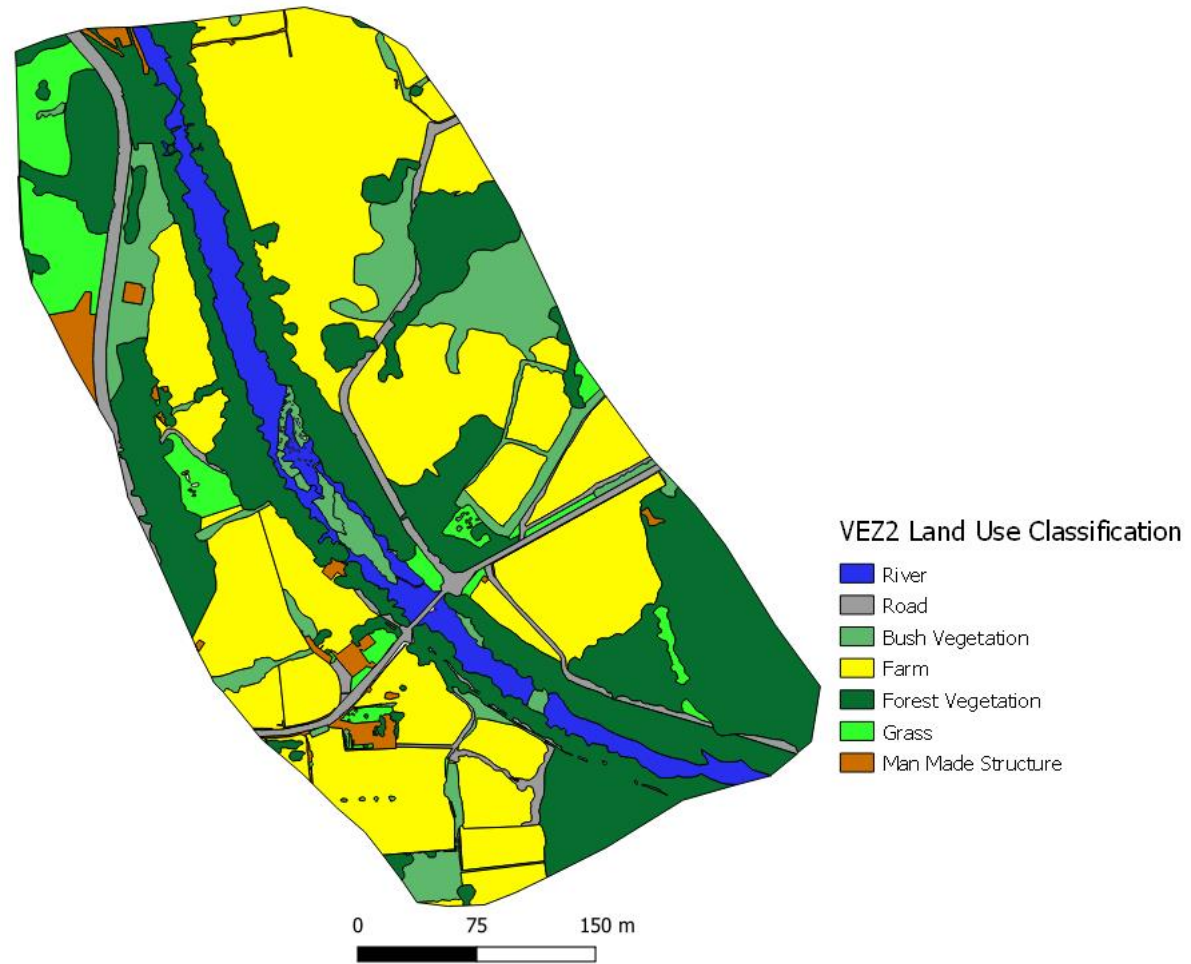 VEZ2 Land Use Classification
River
Road
Bush Vegetation
Farm
Forest Vegetation
Grass
Man Made Structure
0 75 150 m